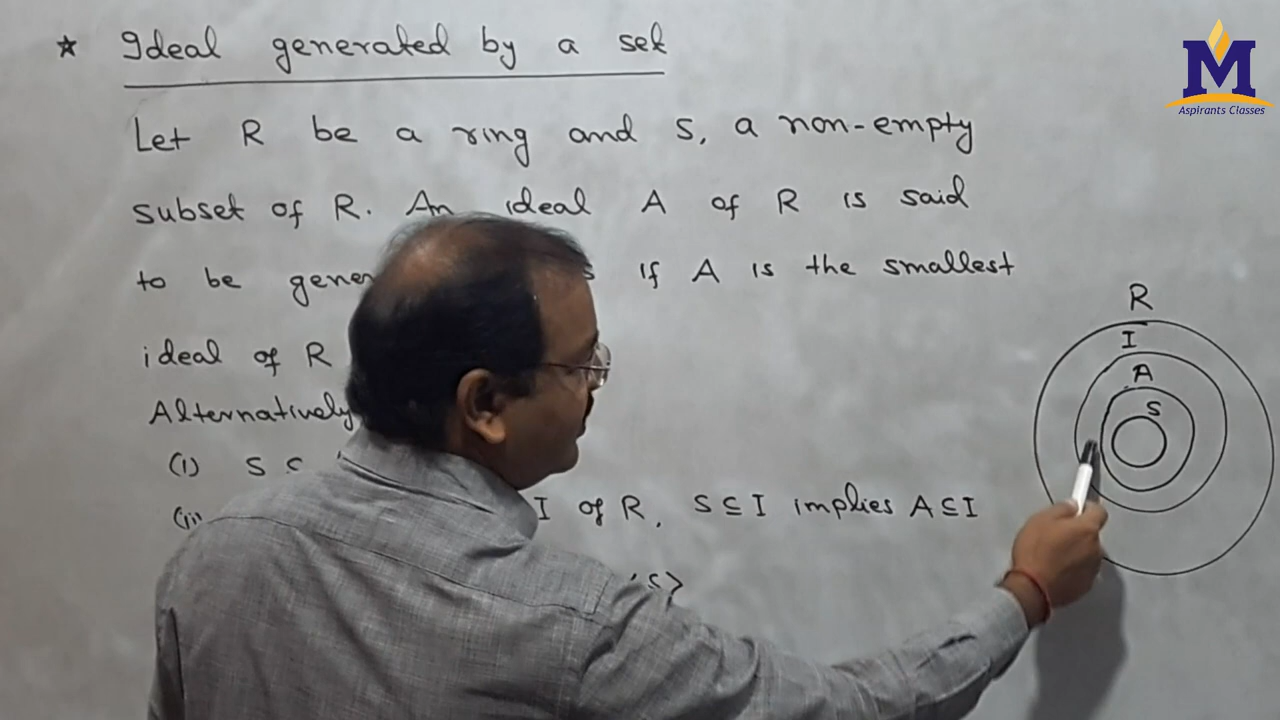 ★ Ideal generated by a set
Let R be a ring and S, a non-empty
subset of R. An ideal A of R is said
to be if A is the smallest
ideal of R
Alternatively
(i) S
(ii) I of R, S⊆I implies A⊆I
S>
R
I
A
S
M
Aspirants Classes